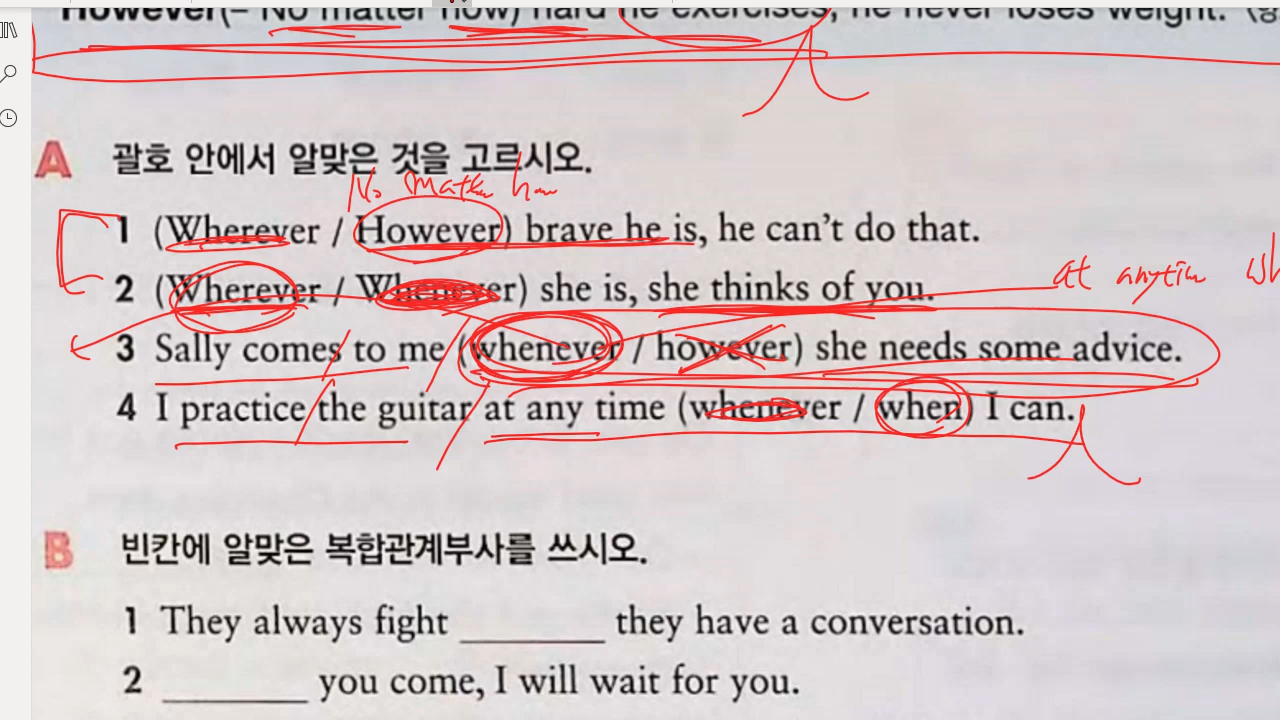 However(= No matter how) hard he exercises, he never loses weight.
A 괄호 안에서 알맞은 것을 고르시오.
No matter how
1 (Wherever / However) brave he is, he can't do that.
2 (Wherever / Whenever) she is, she thinks of you.
at anytime
3 Sally comes to me (whenever / however) she needs some advice.
4 I practice the guitar at any time (whenever / when) I can.
B 빈칸에 알맞은 복합관계부사를 쓰시오.
1 They always fight ________ they have a conversation.
2 ________ you come, I will wait for you.